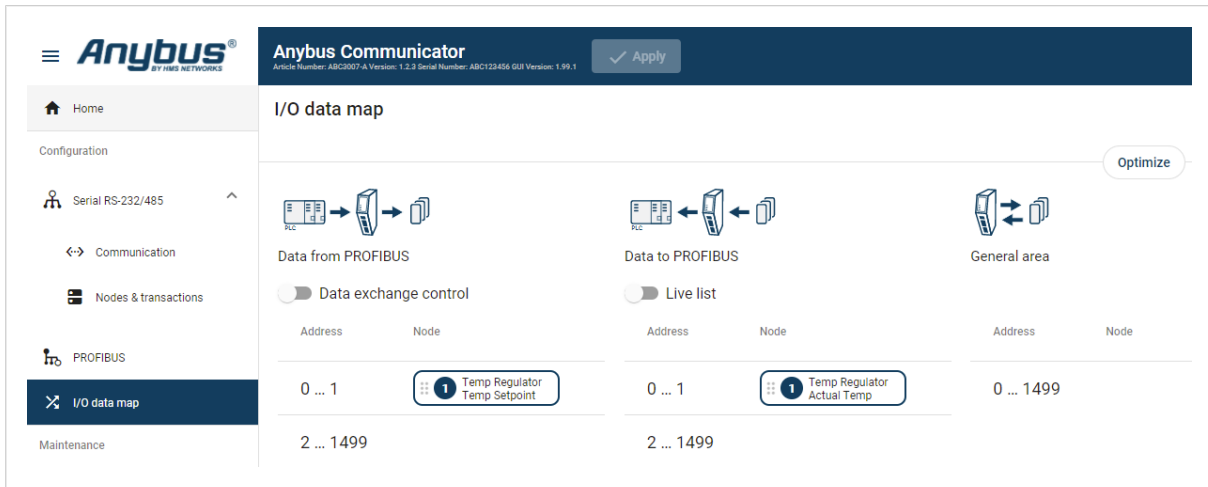 Anybus®
BY HMS NETWORKS
Anybus Communicator
Article Number: ABC3007-A Version: 1.2.3 Serial Number: ABC123456 GUI Version: 1.99.1
Apply
Home
Configuration
Serial RS-232/485
Communication
Nodes & transactions
PROFIBUS
I/O data map
Maintenance
I/O data map
Optimize
PLC
Data from PROFIBUS
Data exchange control
Address Node
0 ... 1
1 Temp Regulator
Temp Setpoint
2 ... 1499
PLC
Data to PROFIBUS
Live list
Address Node
0 ... 1
1 Temp Regulator
Actual Temp
2 ... 1499
General area
Address Node
0 ... 1499